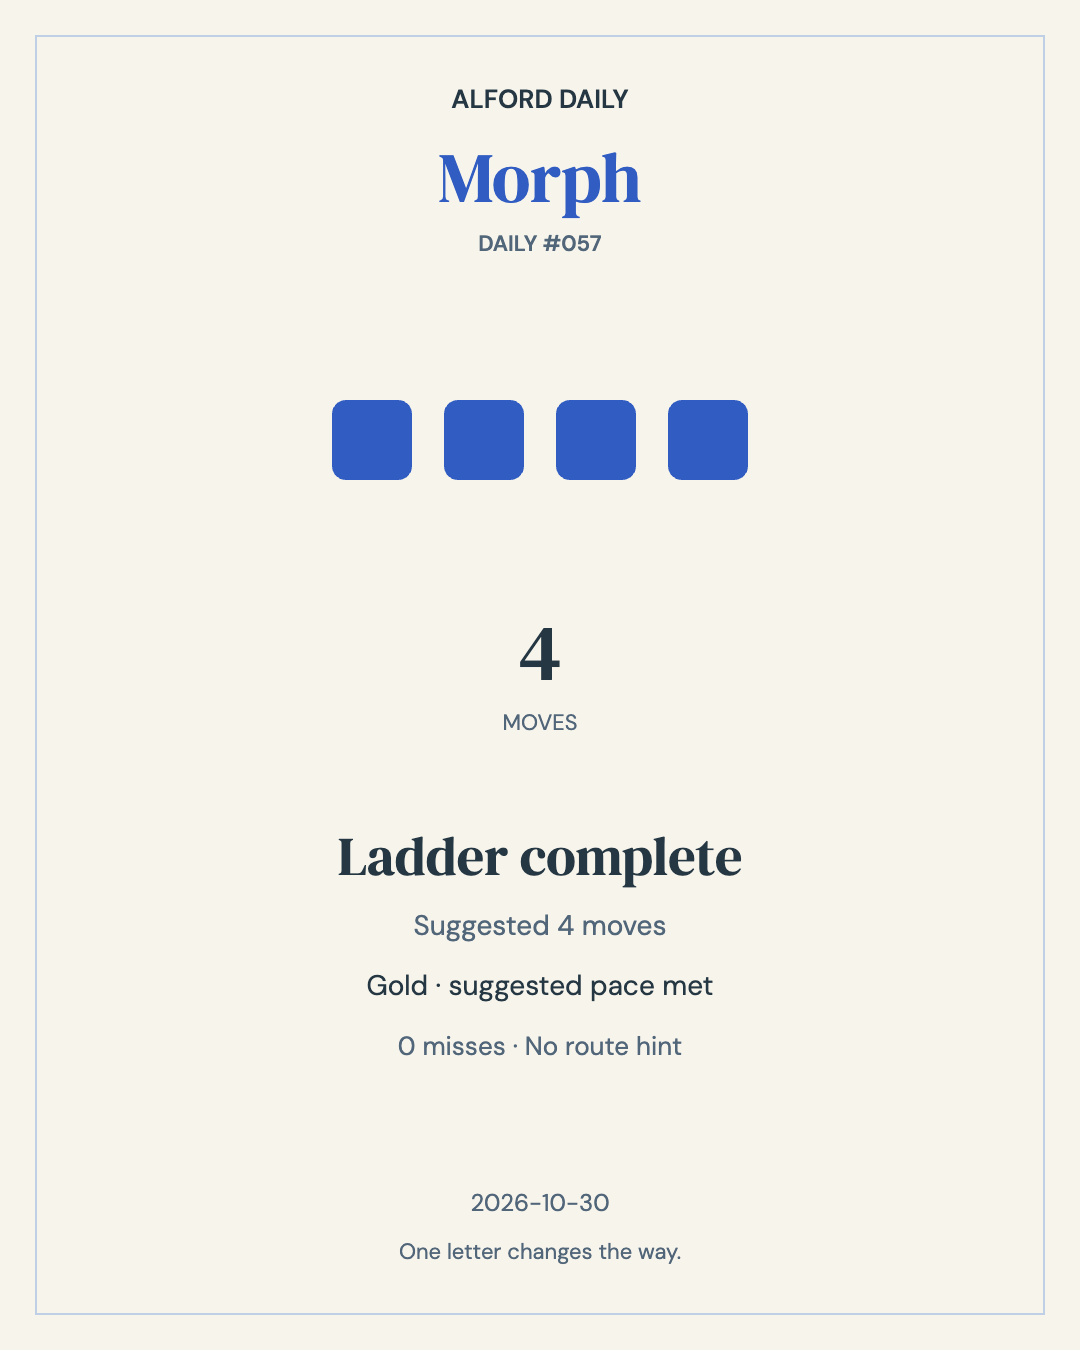 ALFORD DAILY
Morph
DAILY #057
4
MOVES
Ladder complete
Suggested 4 moves
Gold · suggested pace met
0 misses · No route hint
2026-10-30
One letter changes the way.